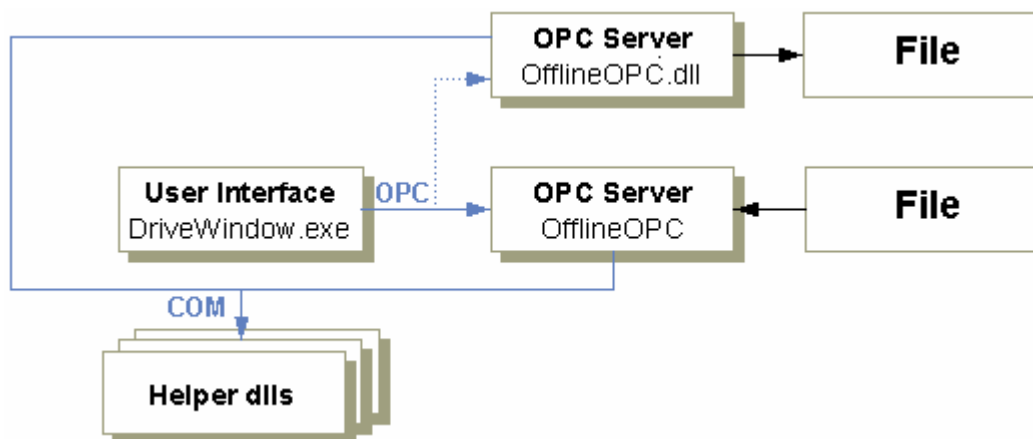 OPC Server
OfflineOPC.dll
File
User Interface
DriveWindow.exe
OPC
OPC Server
OfflineOPC
File
COM
Helper dlls